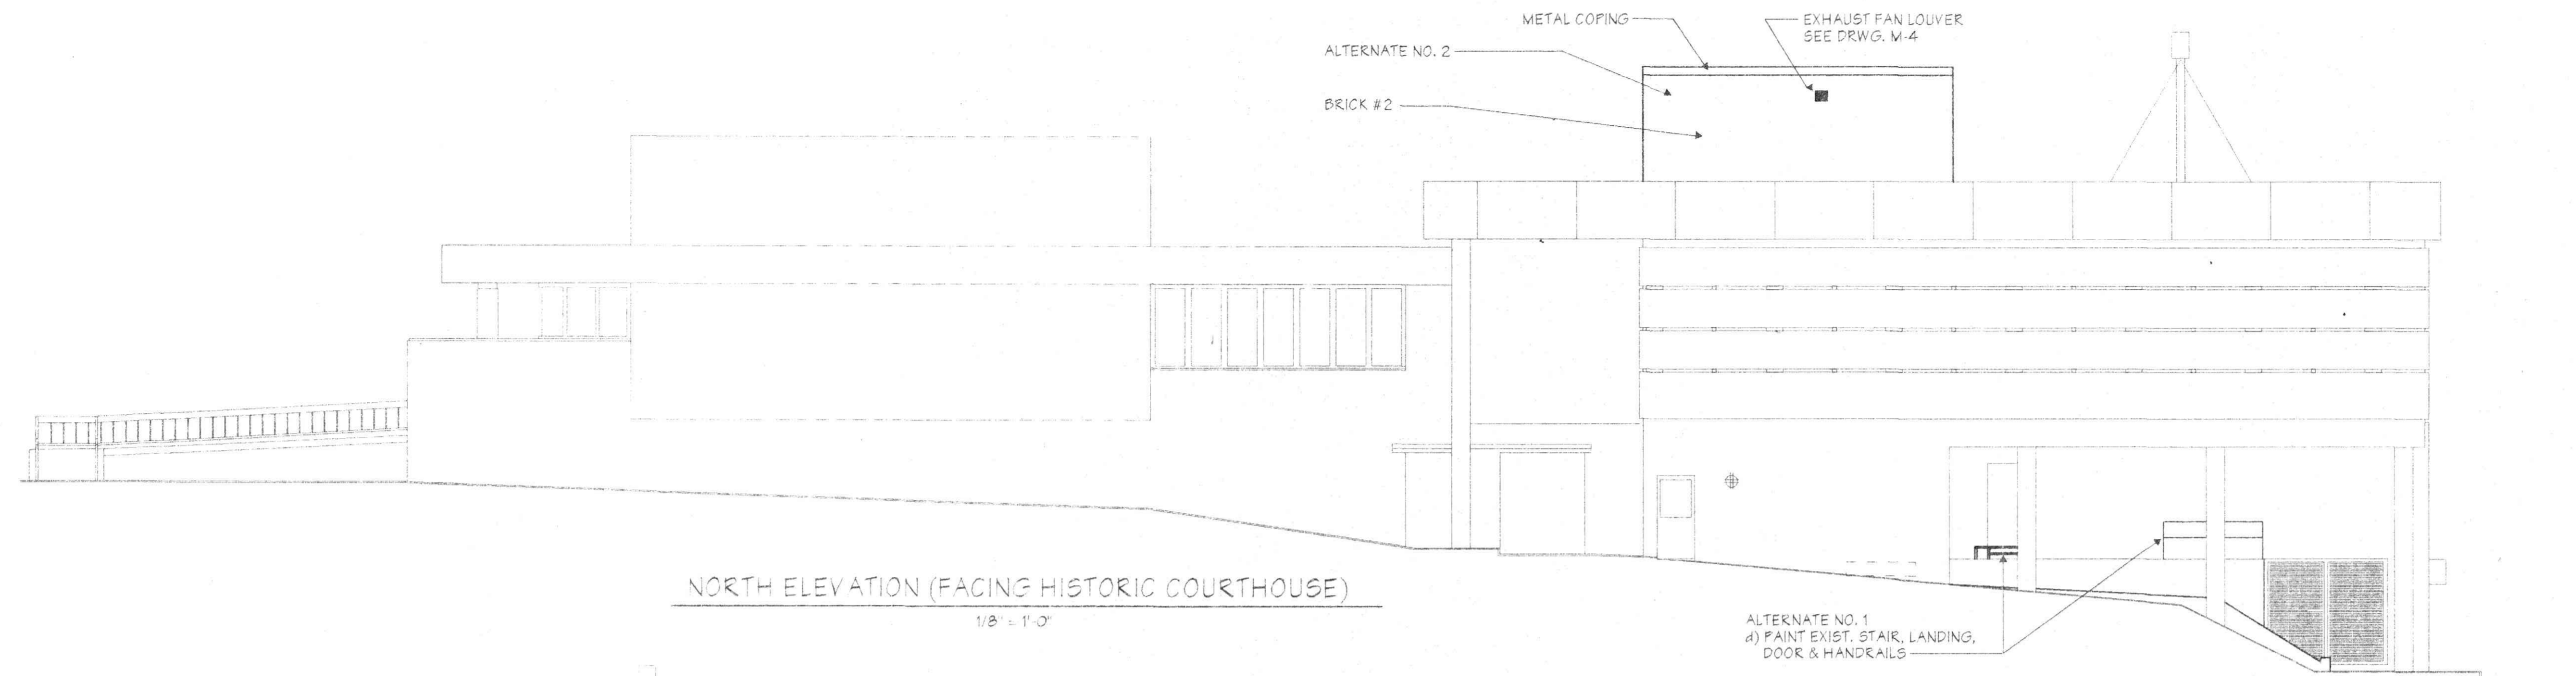 METAL COPING
EXHAUST FAN LOUVER
SEE DRWG. M-4
ALTERNATE NO. 2
BRICK #2
NORTH ELEVATION (FACING HISTORIC COURTHOUSE)
1/8" = 1'-0"
ALTERNATE NO. 1
d) PAINT EXIST. STAIR, LANDING,
DOOR & HANDRAILS